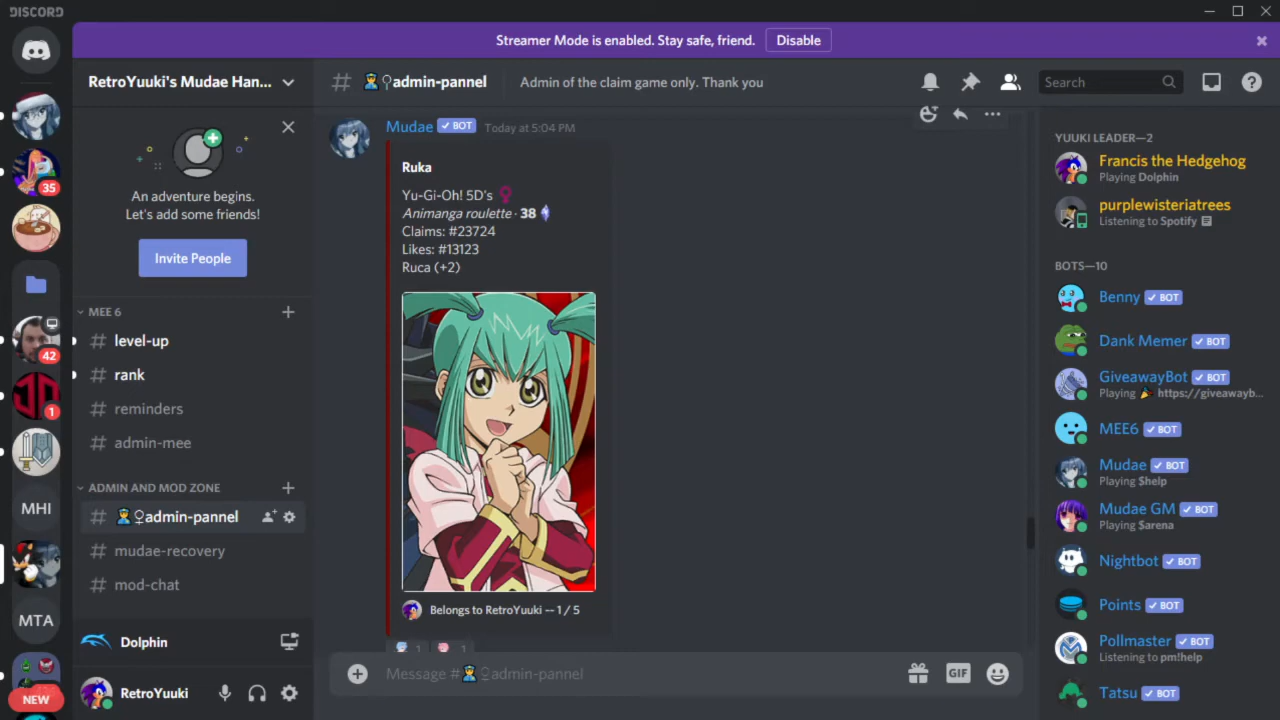 DISCORD
Streamer Mode is enabled. Stay safe, friend.
Disable
RetroYuuki's Mudae Han...
admin-pannel
Admin of the claim game only. Thank you
Search
35
42
1
MHI
MTA
NEW
An adventure begins.
Let's add some friends!
Invite People
MEE 6
# level-up
# rank
# reminders
# admin-mee
ADMIN AND MOD ZONE
# admin-pannel
# mudae-recovery
# mod-chat
Dolphin
RetroYuuki
Mudae ✓ BOT Today at 5:04 PM
Ruka
Yu-Gi-Oh! 5D's
Animanga roulette · 38
Claims: #23724
Likes: #13123
Ruca (+2)
Belongs to RetroYuuki -- 1 / 5
1 1
Message # admin-pannel
GIF
YUUKI LEADER—2
Francis the Hedgehog
Playing Dolphin
purplewisteriatrees
Listening to Spotify
BOTS—10
Benny ✓ BOT
Dank Memer ✓ BOT
GiveawayBot ✓ BOT
Playing 🎉 https://giveawayb...
MEE6 ✓ BOT
Mudae ✓ BOT
Playing $help
Mudae GM ✓ BOT
Playing $arena
Nightbot ✓ BOT
Points ✓ BOT
Pollmaster ✓ BOT
Listening to pm!help
Tatsu ✓ BOT